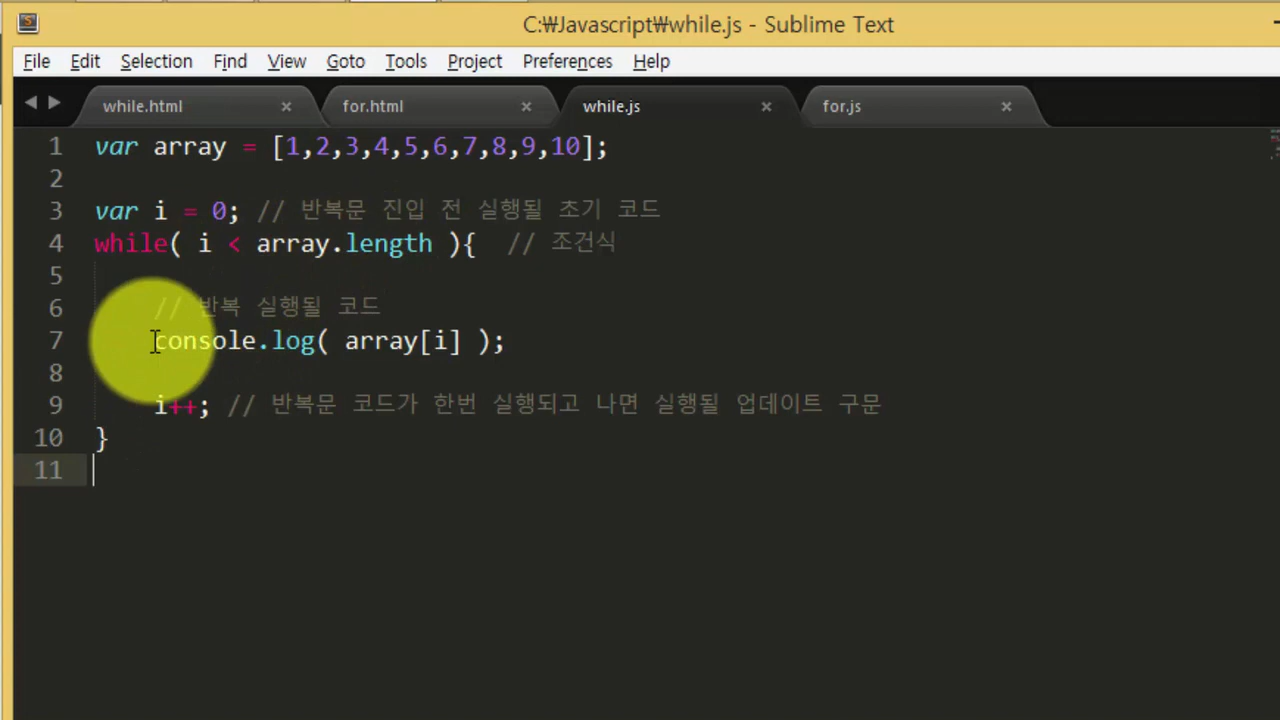 C:\Javascript\while.js - Sublime Text
File Edit Selection Find View Goto Tools Project Preferences Help
while.html × for.html × while.js × for.js ×
1 var array = [1,2,3,4,5,6,7,8,9,10];
2
3 var i = 0; // 반복문 진입 전 실행될 초기 코드
4 while( i < array.length ){  // 조건식
5
6 // 반복 실행될 코드
7 console.log( array[i] );
8
9 i++; // 반복문 코드가 한번 실행되고 나면 실행될 업데이트 구문
10 }
11